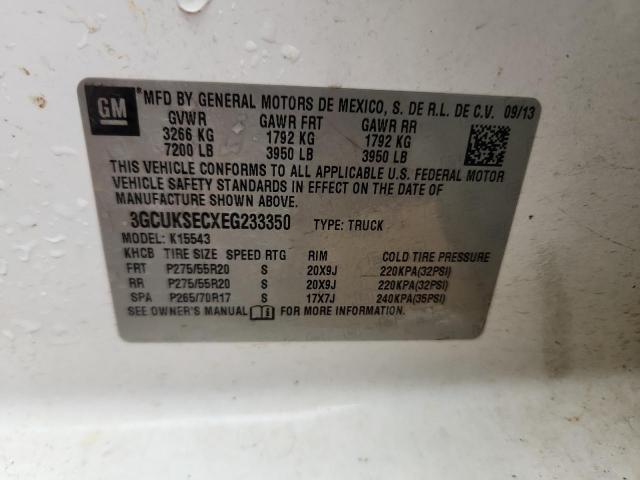 GM ® MFD BY GENERAL MOTORS DE MEXICO, S. DE R.L. DE C.V. 09/13
GVWR GAWR FRT GAWR RR
3266 KG 1792 KG 1792 KG
7200 LB 3950 LB 3950 LB
THIS VEHICLE CONFORMS TO ALL APPLICABLE U.S. FEDERAL MOTOR
VEHICLE SAFETY STANDARDS IN EFFECT ON THE DATE OF
MANUFACTURE SHOWN ABOVE.
3GCUKSECXEG233350 TYPE: TRUCK
MODEL: K15543
KHCB TIRE SIZE SPEED RTG RIM COLD TIRE PRESSURE
FRT P275/55R20 S 20X9J 220KPA(32PSI)
RR P275/55R20 S 20X9J 220KPA(32PSI)
SPA P265/70R17 S 17X7J 240KPA(35PSI)
SEE OWNER'S MANUAL FOR MORE INFORMATION.